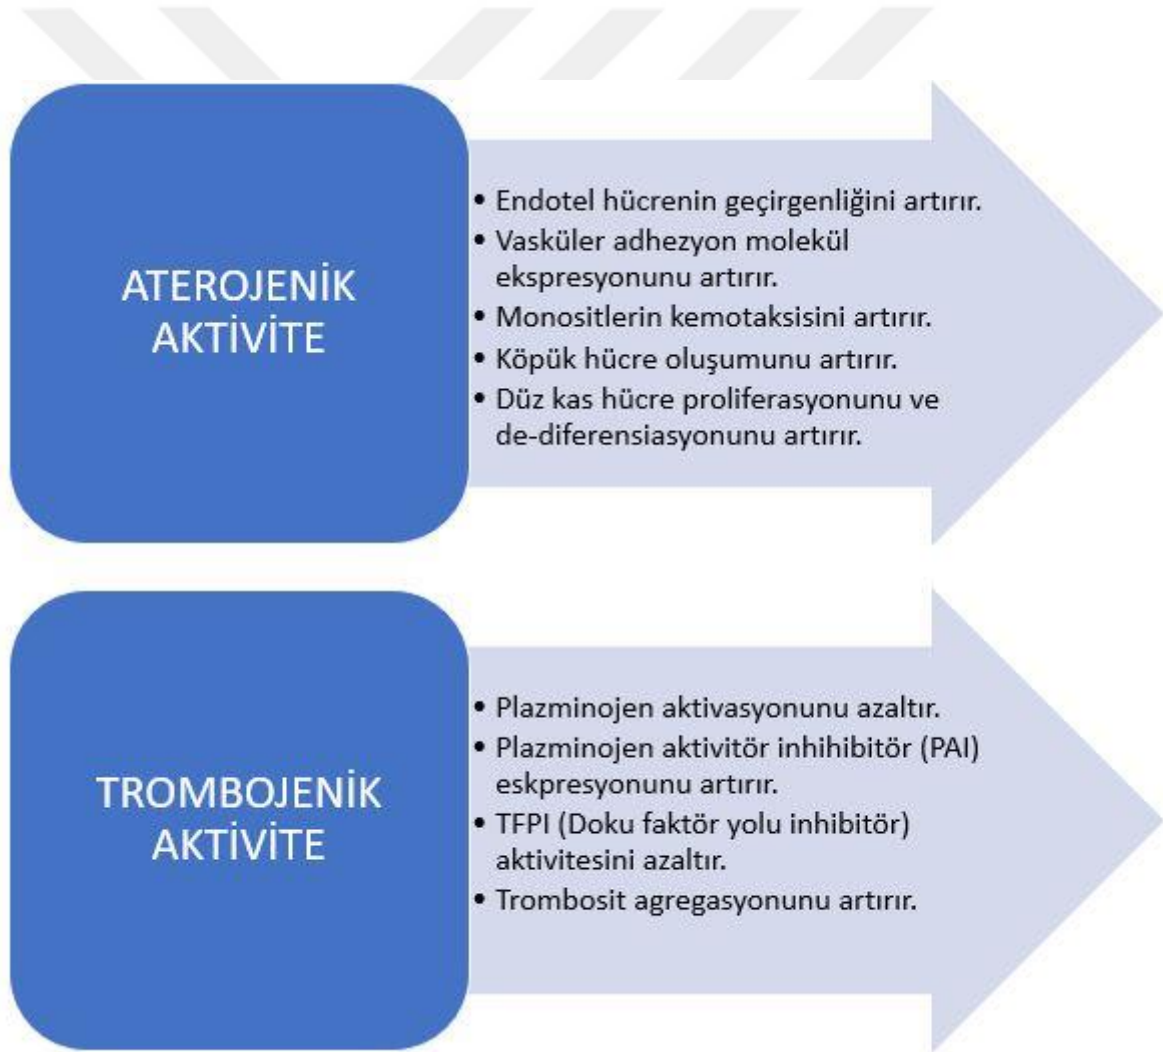 ATEROJENİK
AKTİVİTE
• Endotel hücrenin geçirgenliğini artırır.
• Vasküler adhezyon molekül
ekspresyonunu artırır.
• Monositlerin kemotaksisini artırır.
• Köpük hücre oluşumunu artırır.
• Düz kas hücre proliferasyonunu ve
de-diferensiasyonunu artırır.
TROMBOJENİK
AKTİVİTE
• Plazminojen aktivasyonunu azaltır.
• Plazminojen aktivitör inhihibitör (PAI)
eskpresyonunu artırır.
• TFPI (Doku faktör yolu inhibitör)
aktivitesini azaltır.
• Trombosit agregasyonunu artırır.